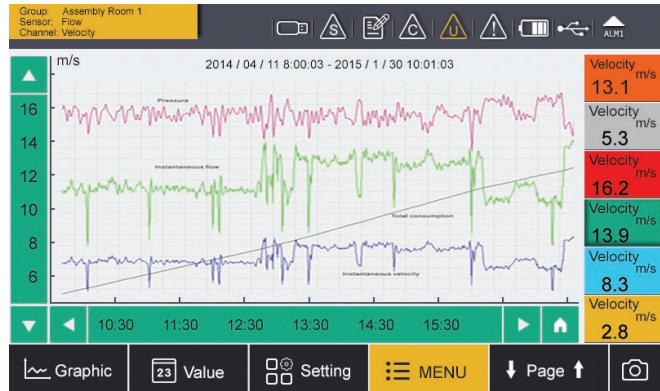 Group: Assembly Room 1
Sensor: Flow
Channel: Velocity
S
C
U
ALM1
m/s
2014 / 04 / 11 8:00:03 - 2015 / 1 / 30 10:01:03
16
14
12
10
8
6
Pressure
Instantaneous flow
Total consumption
Instantaneous velocity
10:30 11:30 12:30 13:30 14:30 15:30
Velocity
m/s
13.1
Velocity
m/s
5.3
Velocity
m/s
16.2
Velocity
m/s
13.9
Velocity
m/s
8.3
Velocity
m/s
2.8
Graphic
23 Value
Setting
MENU
Page